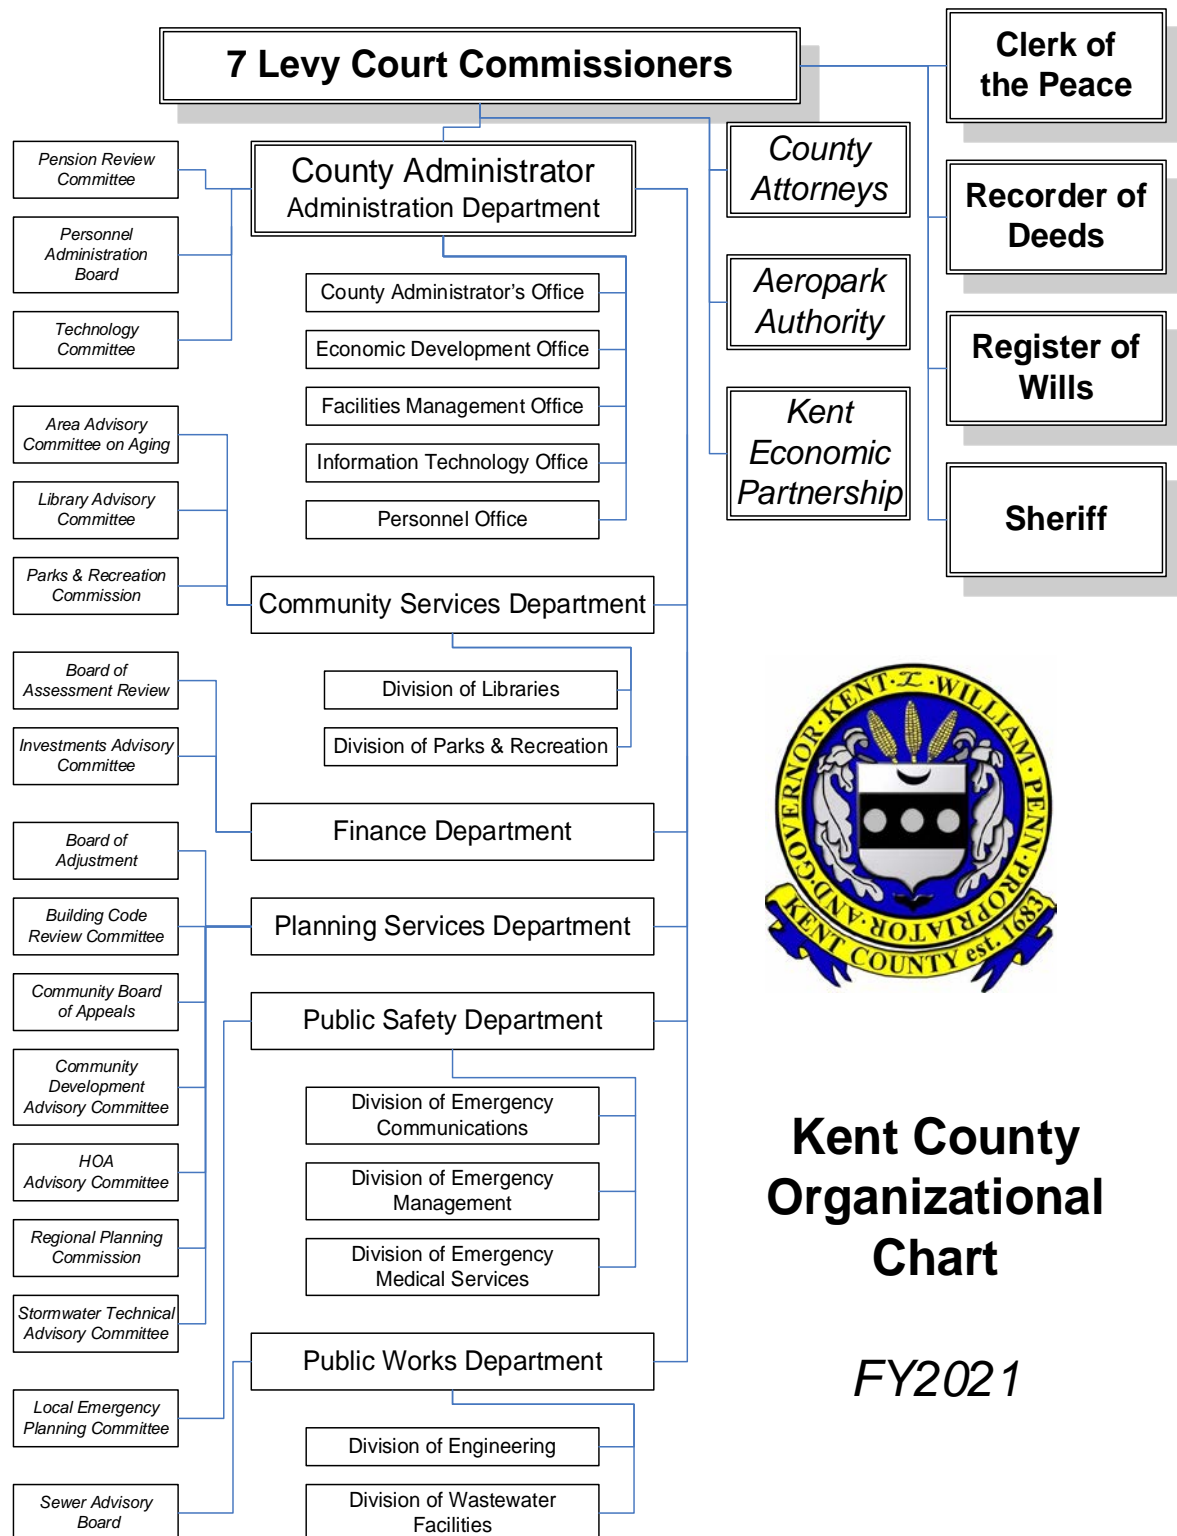 7 Levy Court Commissioners
Clerk of
the Peace
Recorder of
Deeds
Register of
Wills
Sheriff
County
Attorneys
Aeropark
Authority
Kent
Economic
Partnership
County Administrator
Administration Department
Pension Review
Committee
Personnel
Administration
Board
Technology
Committee
County Administrator's Office
Economic Development Office
Facilities Management Office
Information Technology Office
Personnel Office
Area Advisory
Committee on Aging
Library Advisory
Committee
Parks & Recreation
Commission
Community Services Department
Division of Libraries
Division of Parks & Recreation
Board of
Assessment Review
Investments Advisory
Committee
Finance Department
Board of
Adjustment
Building Code
Review Committee
Community Board
of Appeals
Community
Development
Advisory Committee
HOA
Advisory Committee
Regional Planning
Commission
Stormwater Technical
Advisory Committee
Planning Services Department
Public Safety Department
Division of Emergency
Communications
Division of Emergency
Management
Division of Emergency
Medical Services
Local Emergency
Planning Committee
Public Works Department
Division of Engineering
Division of Wastewater
Facilities
Sewer Advisory
Board
WILLIAM·PENN·PROPRIATOR·AND·GOVERNOR·KENT·
KENT COUNTY est. 1683
Kent County
Organizational
Chart
FY2021